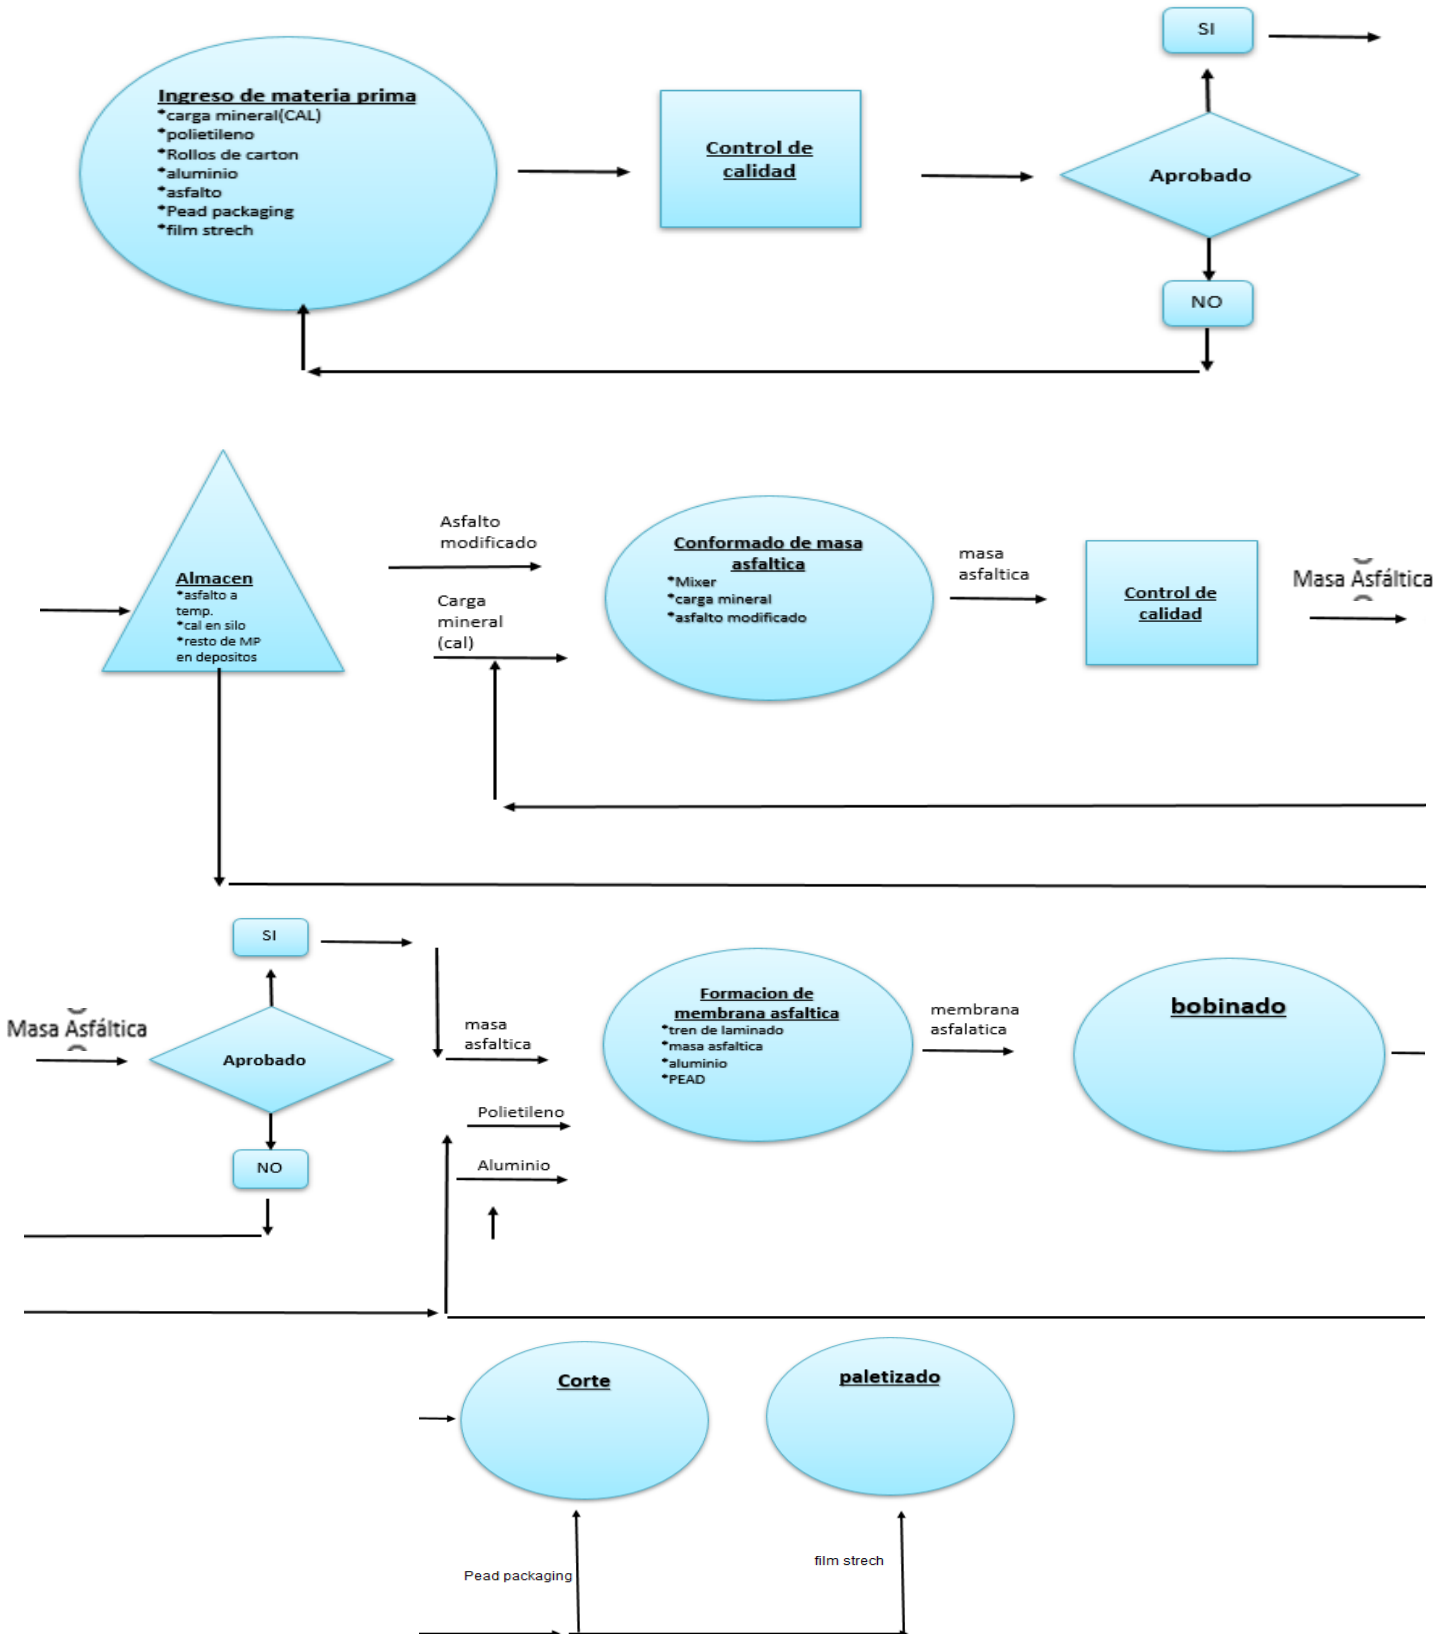 SI
Ingreso de materia prima
*carga mineral(CAL)
*polietileno
*Rollos de carton
*aluminio
*asfalto
*Pead packaging
*film strech
Control de
calidad
Aprobado
NO
Almacen
*asfalto a
temp.
*cal en silo
*resto de MP
en depositos
Asfalto
modificado
Carga
mineral
(cal)
Conformado de masa
asfaltica
*Mixer
*carga mineral
*asfalto modificado
masa
asfaltica
Control de
calidad
Masa Asfáltica
SI
Masa Asfáltica
Aprobado
NO
masa
asfaltica
Polietileno
Aluminio
Formacion de
membrana asfaltica
*tren de laminado
*masa asfaltica
*aluminio
*PEAD
membrana
asfalatica
bobinado
Corte
paletizado
Pead packaging
film strech